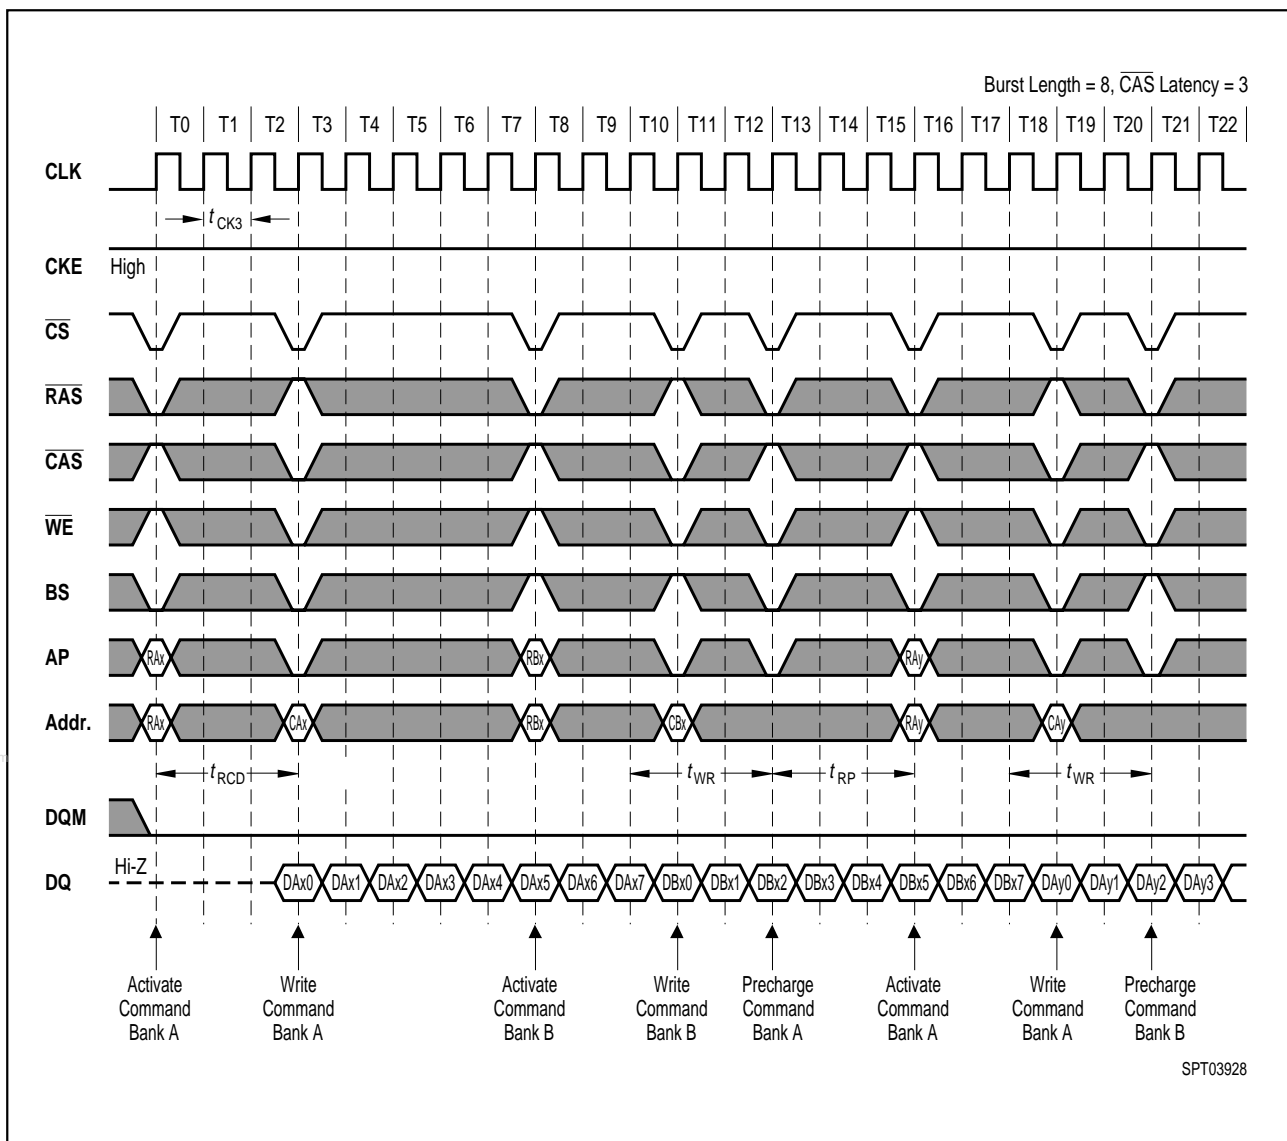 Burst Length = 8, CAS Latency = 3
T0 T1 T2 T3 T4 T5 T6 T7 T8 T9 T10 T11 T12 T13 T14 T15 T16 T17 T18 T19 T20 T21 T22
CLK
t CK3
CKE High
CS
RAS
CAS
WE
BS
AP RAx RBx RAy
Addr. RAx CAx RBx CBx RAy CAy
t RCD t WR t RP t WR
DQM
Hi-Z
DQ DAx0 DAx1 DAx2 DAx3 DAx4 DAx5 DAx6 DAx7 DBx0 DBx1 DBx2 DBx3 DBx4 DBx5 DBx6 DBx7 DAy0 DAy1 DAy2 DAy3
Activate Write Activate Write Precharge Activate Write Precharge
Command Command Command Command Command Command Command Command
Bank A Bank A Bank B Bank B Bank A Bank A Bank A Bank B
SPT03928